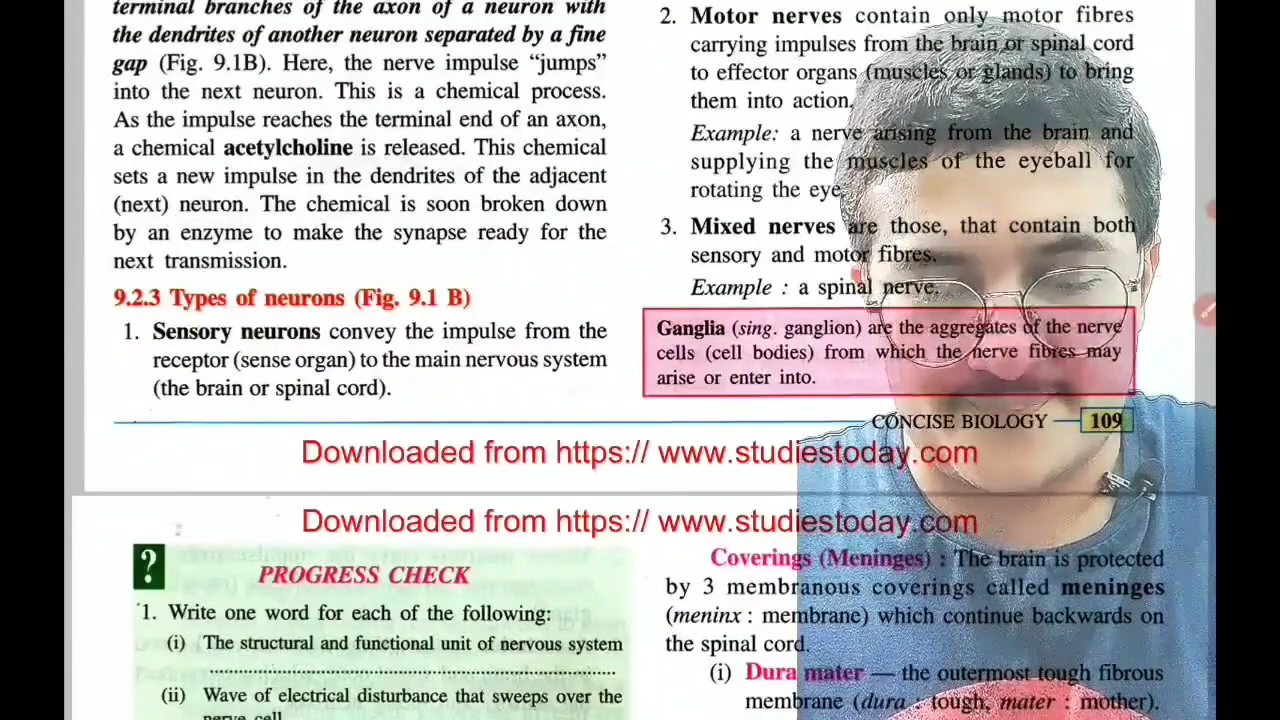 terminal branches of the axon of a neuron with
the dendrites of another neuron separated by a fine
gap (Fig. 9.1B). Here, the nerve impulse “jumps”
into the next neuron. This is a chemical process.
As the impulse reaches the terminal end of an axon,
a chemical acetylcholine is released. This chemical
sets a new impulse in the dendrites of the adjacent
(next) neuron. The chemical is soon broken down
by an enzyme to make the synapse ready for the
next transmission.
9.2.3 Types of neurons (Fig. 9.1 B)
1. Sensory neurons convey the impulse from the
receptor (sense organ) to the main nervous system
(the brain or spinal cord).
2. Motor nerves contain only motor fibres
carrying impulses from the brain or spinal cord
to effector organs (muscles or glands) to bring
them into action.
Example: a nerve arising from the brain and
supplying the muscles of the eyeball for
rotating the eye.
3. Mixed nerves are those, that contain both
sensory and motor fibres.
Example : a spinal nerve.
Ganglia (sing. ganglion) are the aggregates of the nerve
cells (cell bodies) from which the nerve fibres may
arise or enter into.
CONCISE BIOLOGY 109
Downloaded from https:// www.studiestoday.com
Downloaded from https:// www.studiestoday.com
? PROGRESS CHECK
1. Write one word for each of the following:
(i) The structural and functional unit of nervous system
(ii) Wave of electrical disturbance that sweeps over the
nerve cell
Coverings (Meninges) : The brain is protected
by 3 membranous coverings called meninges
(meninx : membrane) which continue backwards on
the spinal cord.
(i) Dura mater — the outermost tough fibrous
membrane (dura : tough, mater : mother).